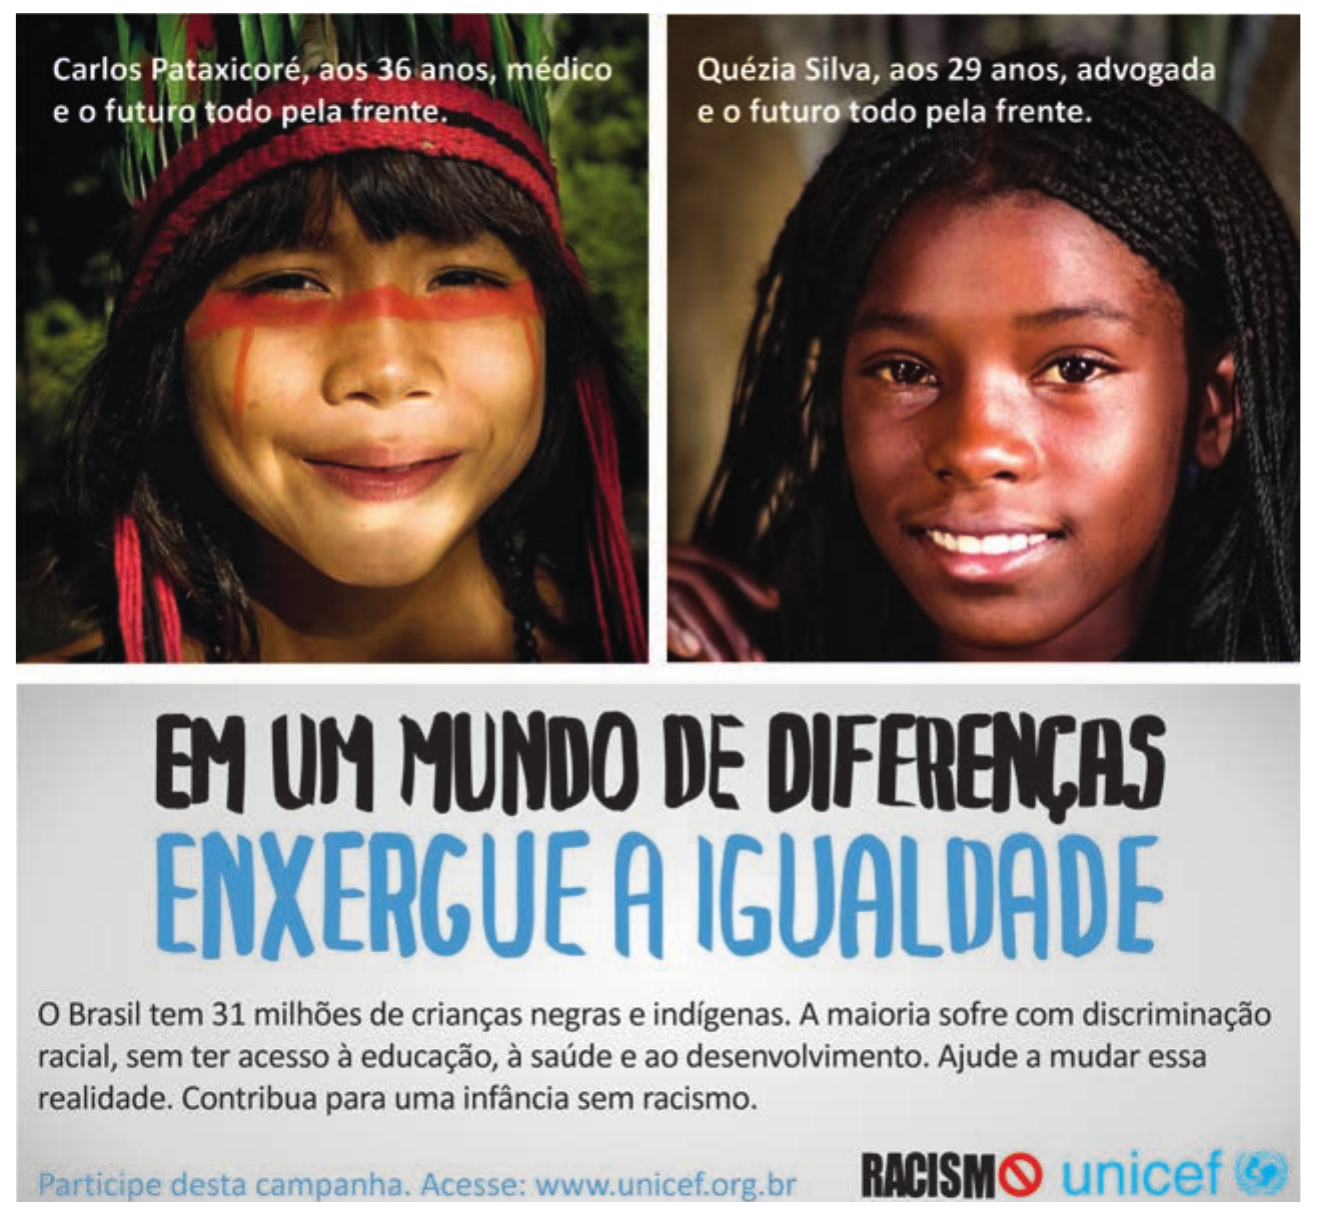 Carlos Pataxicoré, aos 36 anos, médico
e o futuro todo pela frente.
Quézia Silva, aos 29 anos, advogada
e o futuro todo pela frente.
EM UM MUNDO DE DIFERENÇAS
ENXERGUE A IGUALDADE
O Brasil tem 31 milhões de crianças negras e indígenas. A maioria sofre com discriminação
racial, sem ter acesso à educação, à saúde e ao desenvolvimento. Ajude a mudar essa
realidade. Contribua para uma infância sem racismo.
Participe desta campanha. Acesse: www.unicef.org.br
RACISMO
unicef